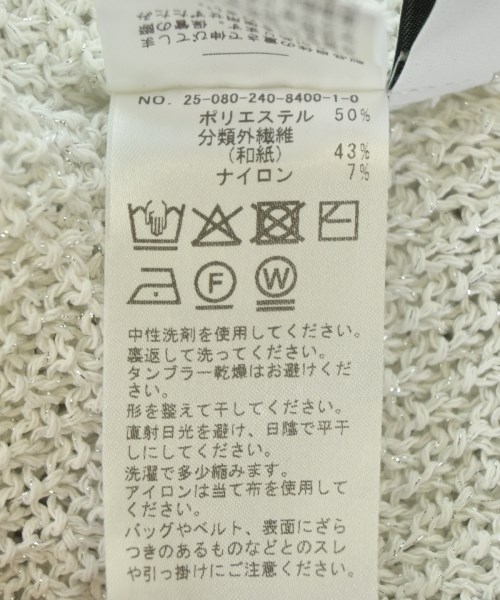 NO. 25-080-240-8400-1-0
ポリエステル 50%
分類外繊維
(和紙) 43%
ナイロン 7%
F W
中性洗剤を使用してください。
裏返して洗ってください。
タンブラー乾燥はお避けくだ
さい。
形を整えて干してください。
直射日光を避け、日陰で平干
しにしてください。
洗濯で多少縮みます。
アイロンは当て布を使用して
ください。
バッグやベルト、表面にざら
つきのあるものなどとのスレ
や引っ掛けにご注意ください。